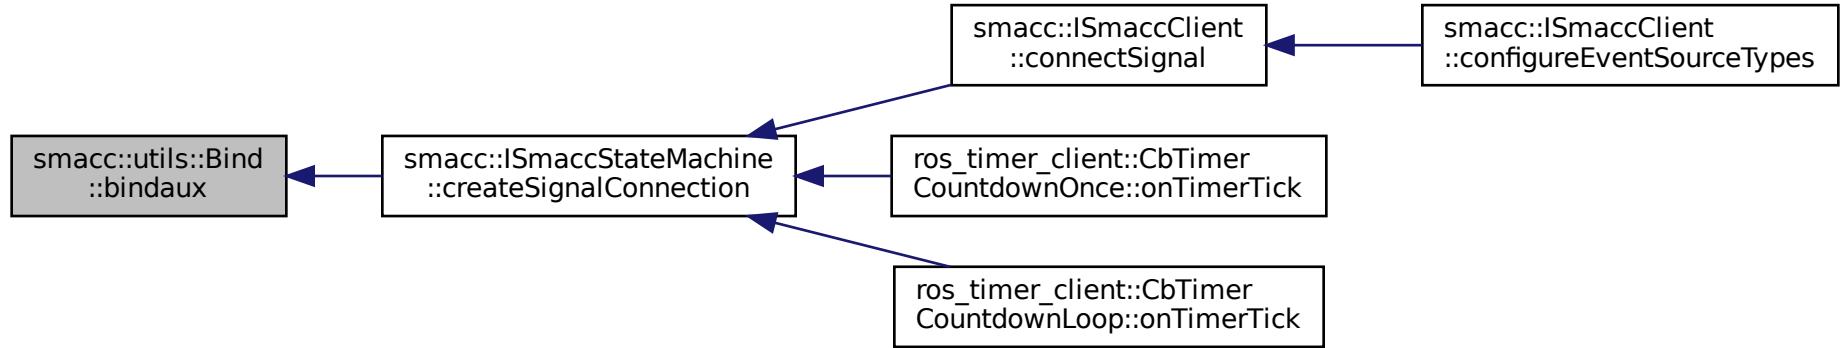 smacc::utils::Bind
::bindaux
smacc::ISmaccStateMachine
::createSignalConnection
smacc::ISmaccClient
::connectSignal
smacc::ISmaccClient
::configureEventSourceTypes
ros_timer_client::CbTimer
CountdownOnce::onTimerTick
ros_timer_client::CbTimer
CountdownLoop::onTimerTick